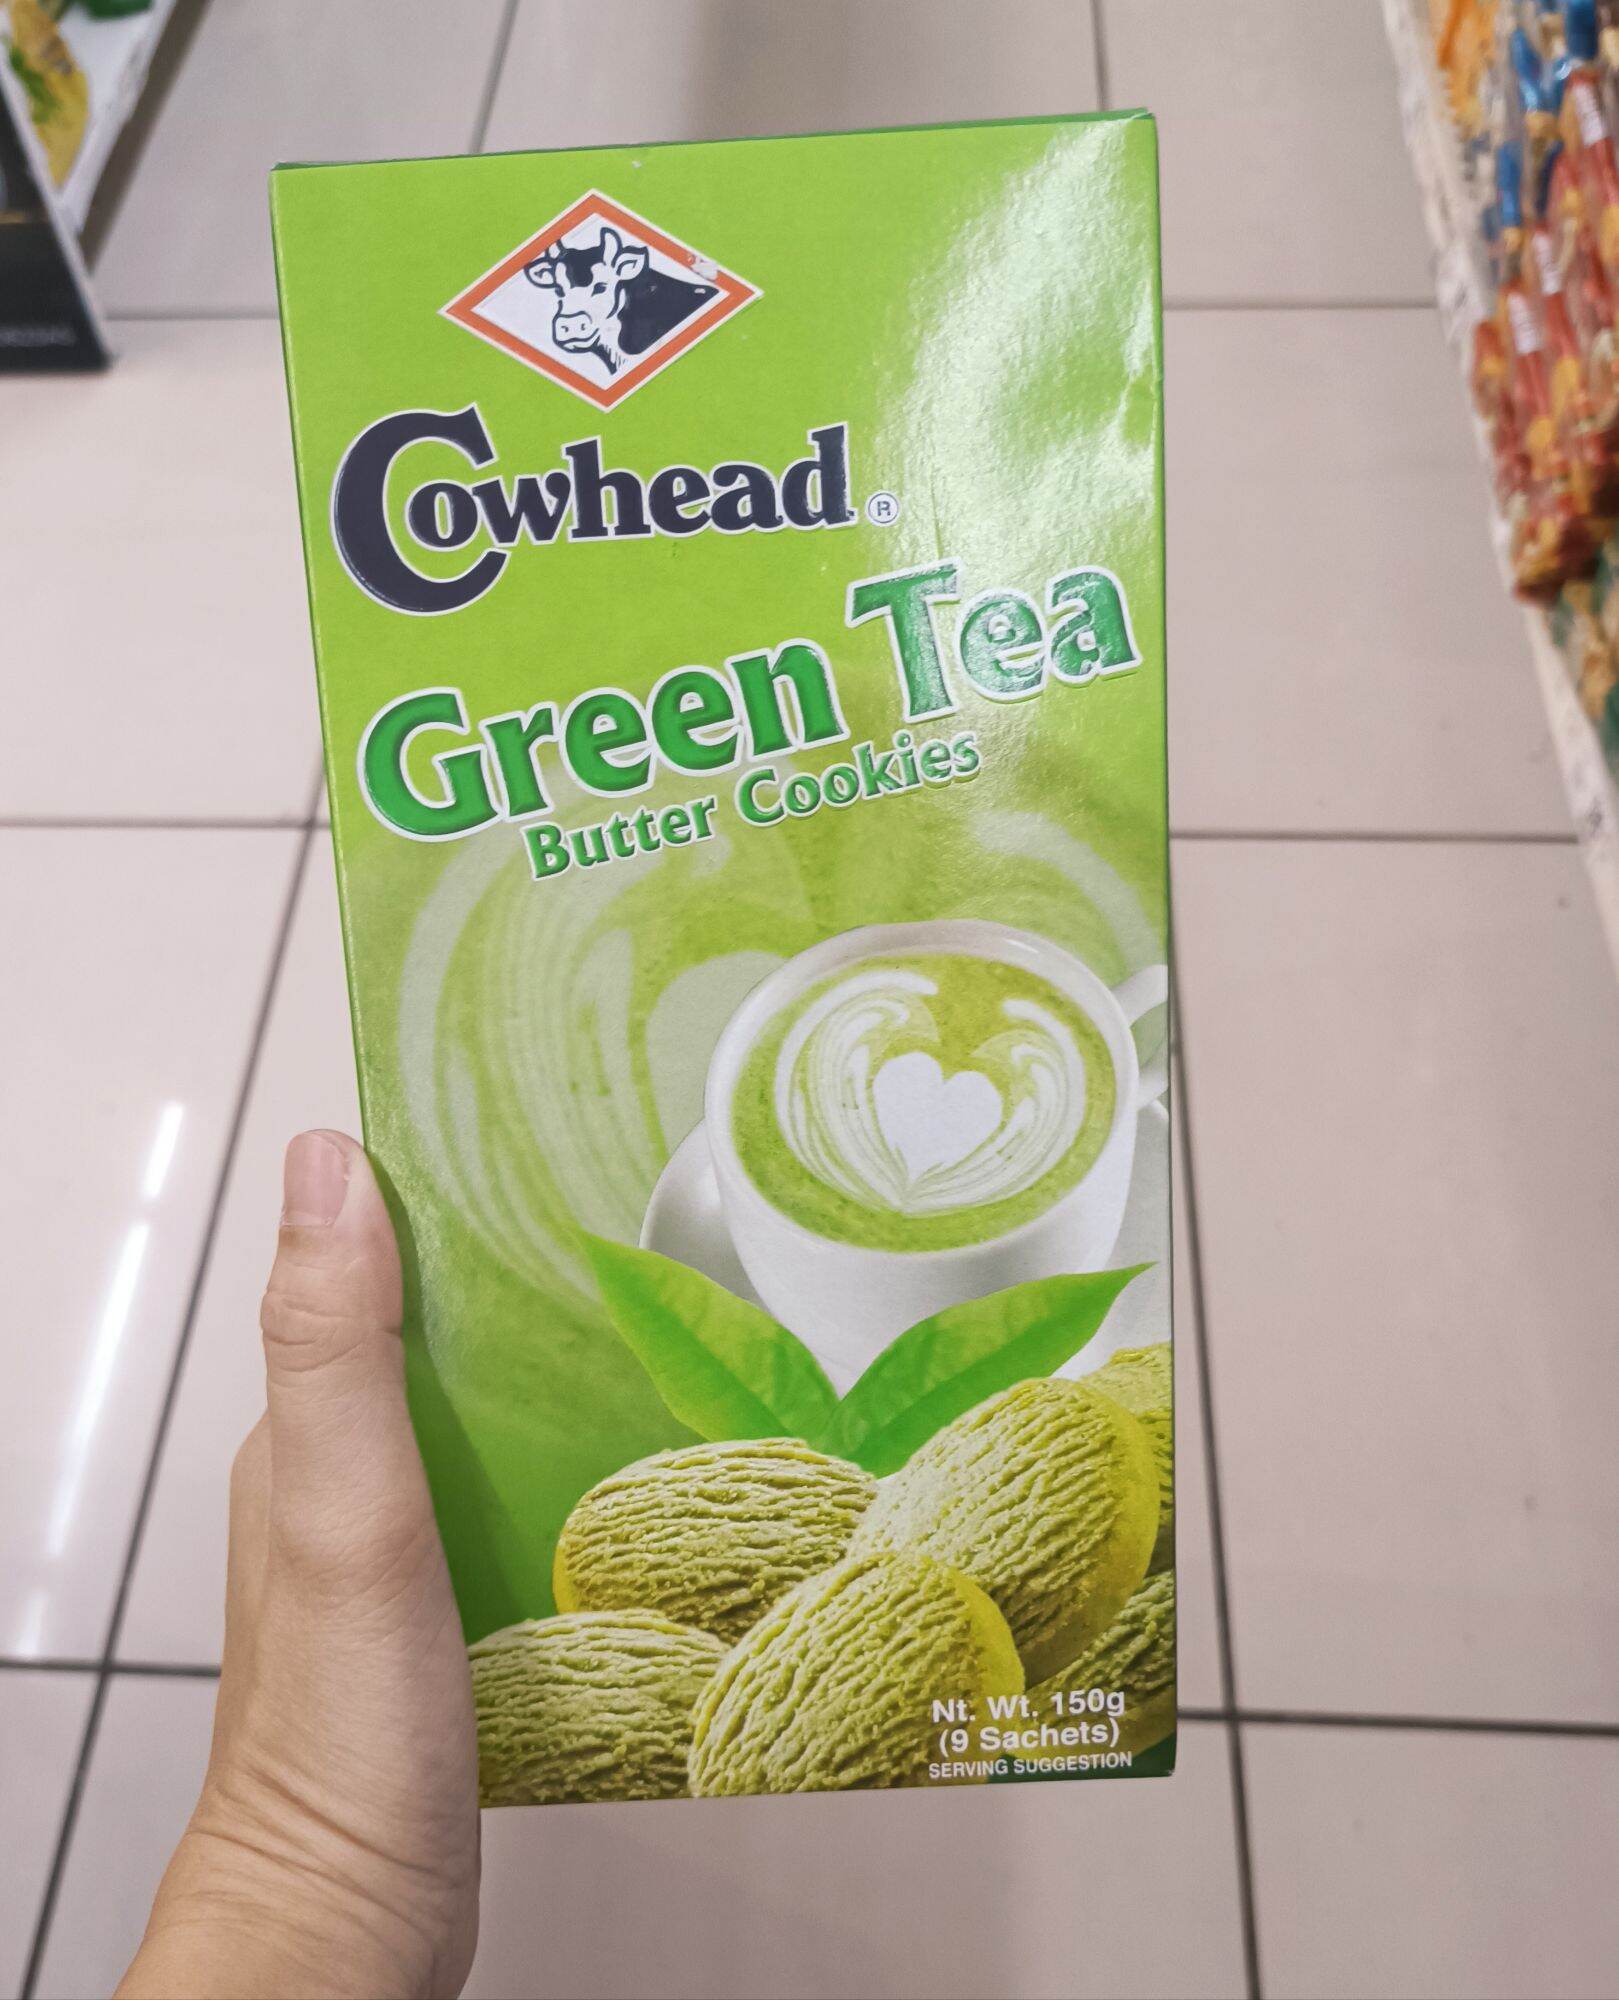 Cowhead®
Green Tea
Butter Cookies
Nt. Wt. 150g
(9 Sachets)
SERVING SUGGESTION